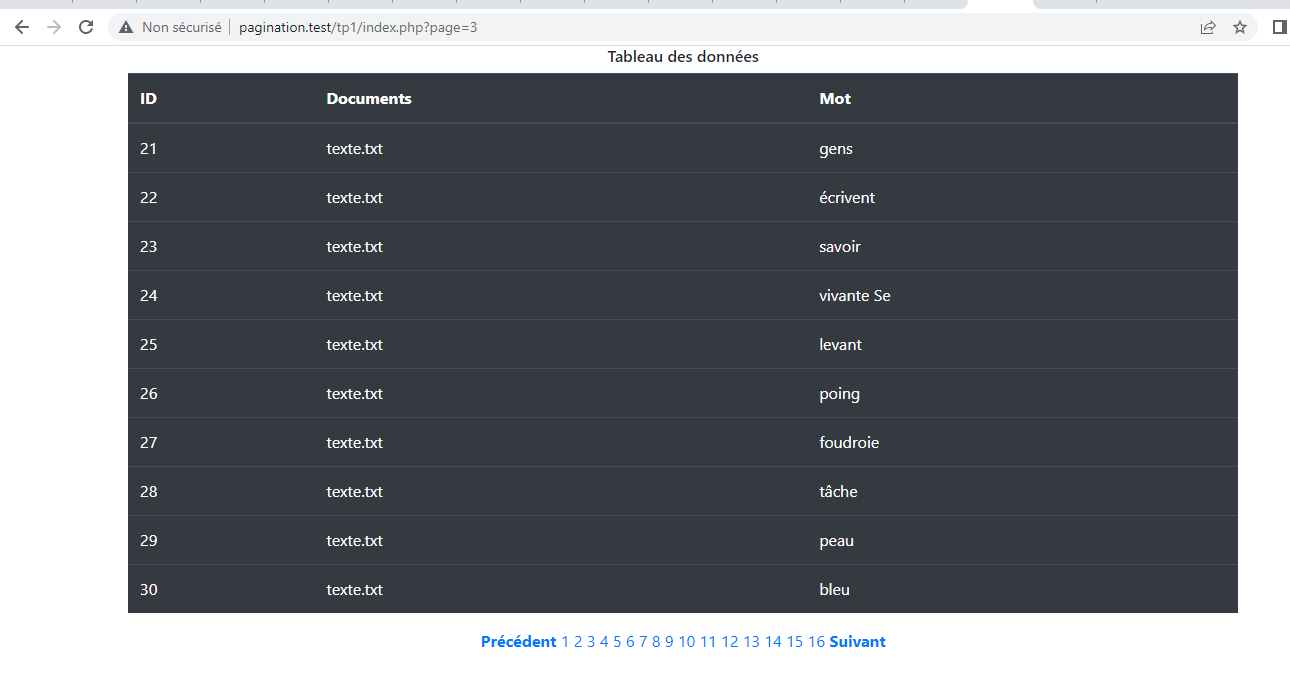 Non sécurisé | pagination.test/tp1/index.php?page=3
Tableau des données
ID Documents Mot
21 texte.txt gens
22 texte.txt écrivent
23 texte.txt savoir
24 texte.txt vivante Se
25 texte.txt levant
26 texte.txt poing
27 texte.txt foudroie
28 texte.txt tâche
29 texte.txt peau
30 texte.txt bleu
Précédent 1 2 3 4 5 6 7 8 9 10 11 12 13 14 15 16 Suivant